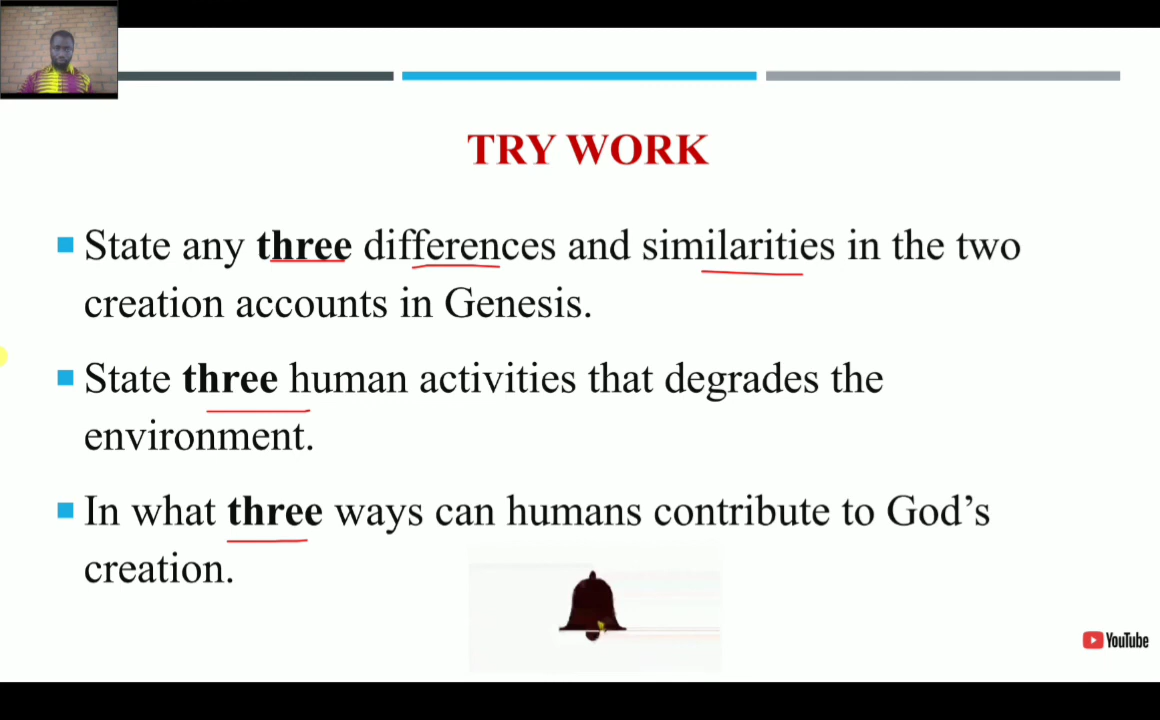 TRY WORK
State any three differences and similarities in the two
creation accounts in Genesis.
State three human activities that degrades the
environment.
In what three ways can humans contribute to God’s
creation.
YouTube